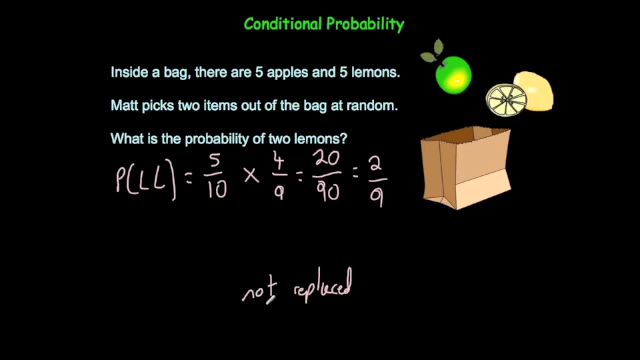 Conditional Probability
Inside a bag, there are 5 apples and 5 lemons.
Matt picks two items out of the bag at random.
What is the probability of two lemons?
P(LL) = 5/10 × 4/9 = 20/90 = 2/9
not replaced